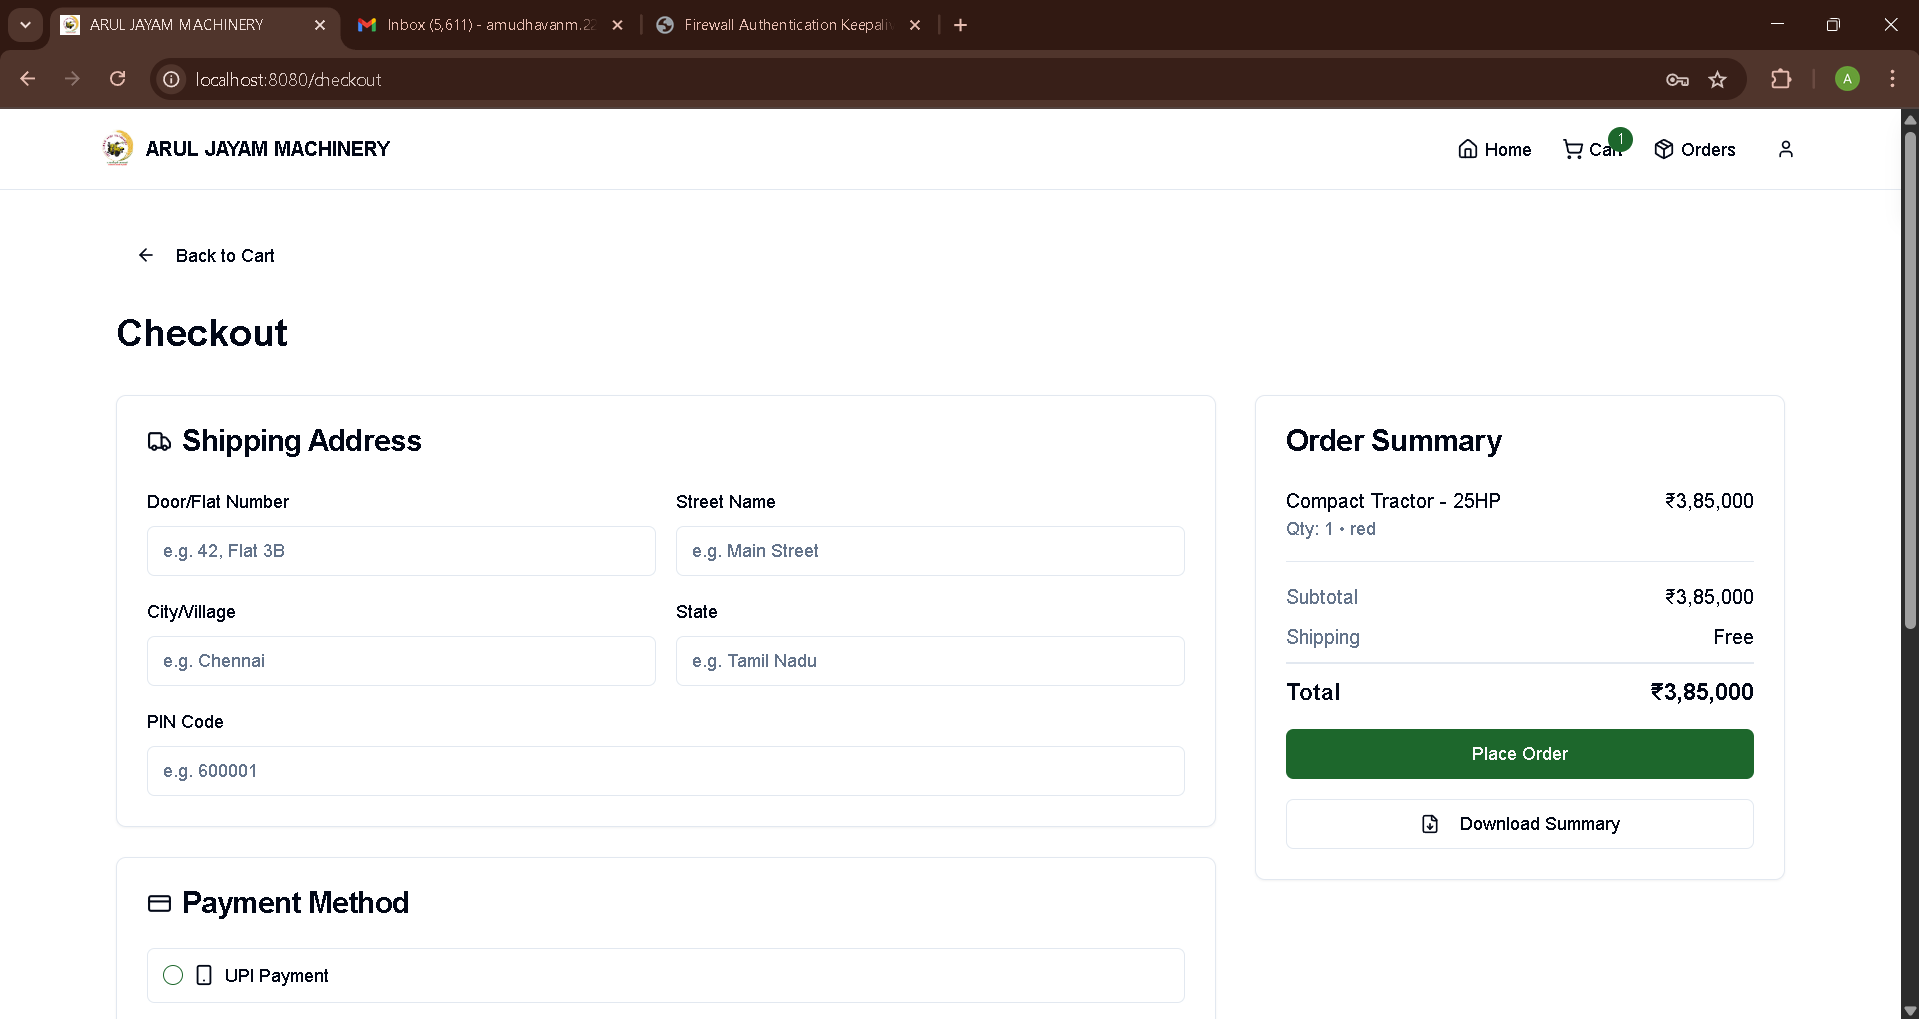 ARUL JAYAM MACHINERY
Inbox (5,611) - amudhavanm.22
Firewall Authentication Keepaliv
localhost:8080/checkout
A
ARUL JAYAM MACHINERY
Home
Cart
1
Orders
Back to Cart
Checkout
Shipping Address
Door/Flat Number
Street Name
e.g. 42, Flat 3B
e.g. Main Street
City/Village
State
e.g. Chennai
e.g. Tamil Nadu
PIN Code
e.g. 600001
Payment Method
UPI Payment
Order Summary
Compact Tractor - 25HP ₹3,85,000
Qty: 1 • red
Subtotal ₹3,85,000
Shipping Free
Total ₹3,85,000
Place Order
Download Summary